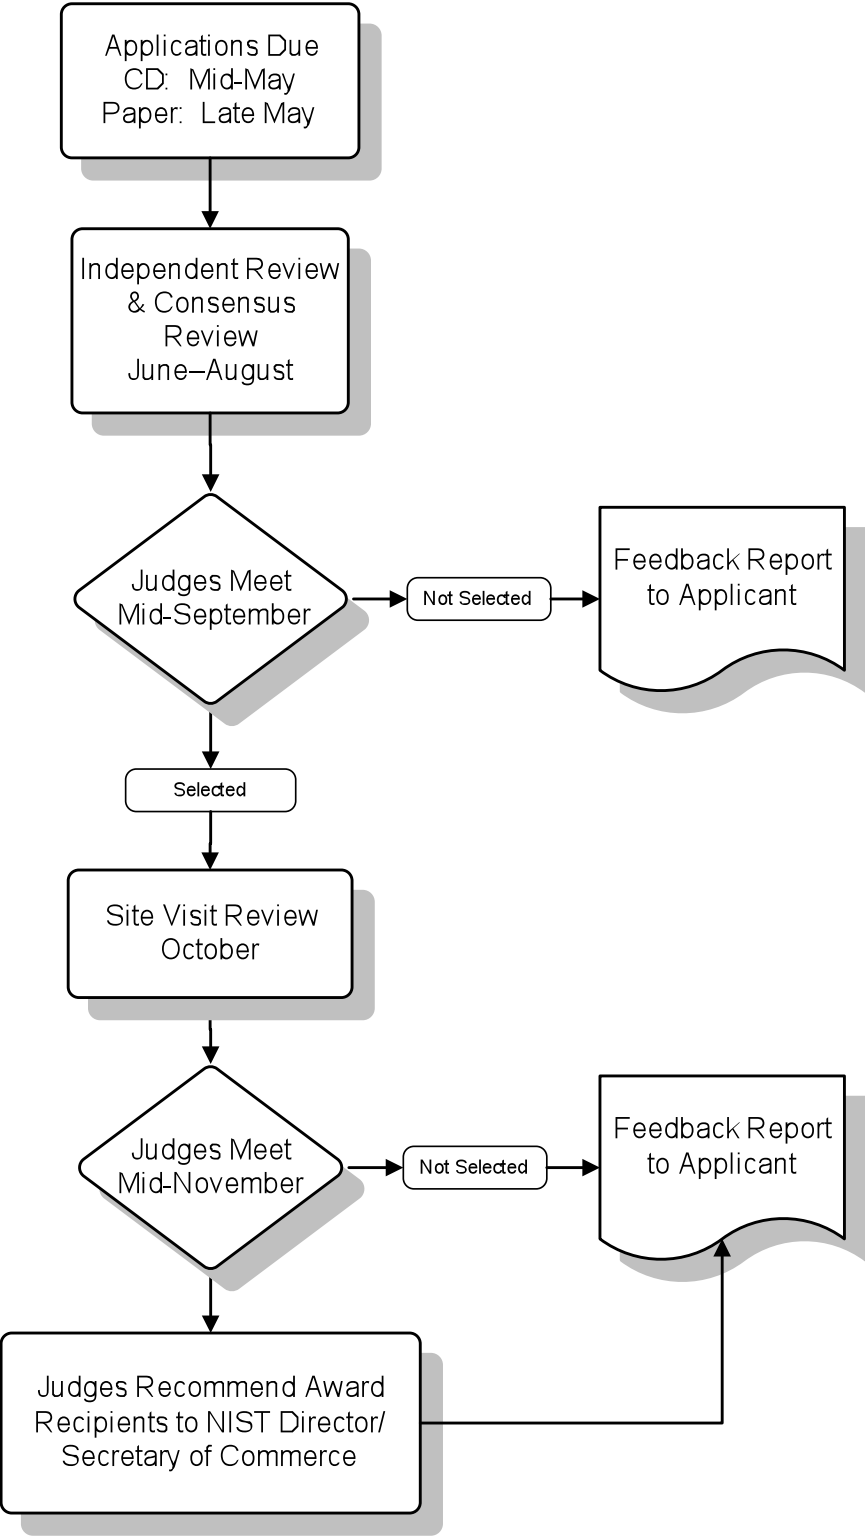 Applications Due
CD:  Mid-May
Paper:  Late May
Independent Review
& Consensus
Review
June–August
Judges Meet
Mid-September
Not Selected
Feedback Report
to Applicant
Selected
Site Visit Review
October
Judges Meet
Mid-November
Not Selected
Feedback Report
to Applicant
Judges Recommend Award
Recipients to NIST Director/
Secretary of Commerce